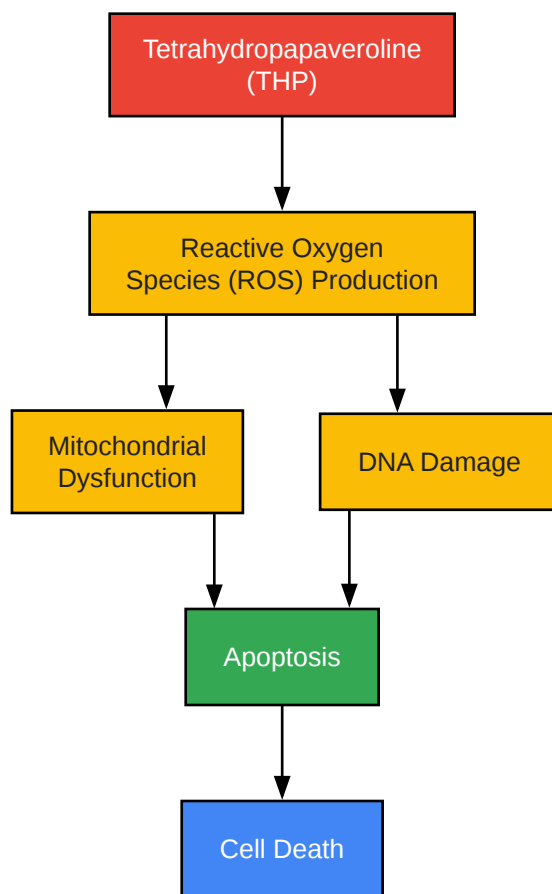 Tetrahydropapaveroline
(THP)
Reactive Oxygen
Species (ROS) Production
Mitochondrial
Dysfunction
DNA Damage
Apoptosis
Cell Death